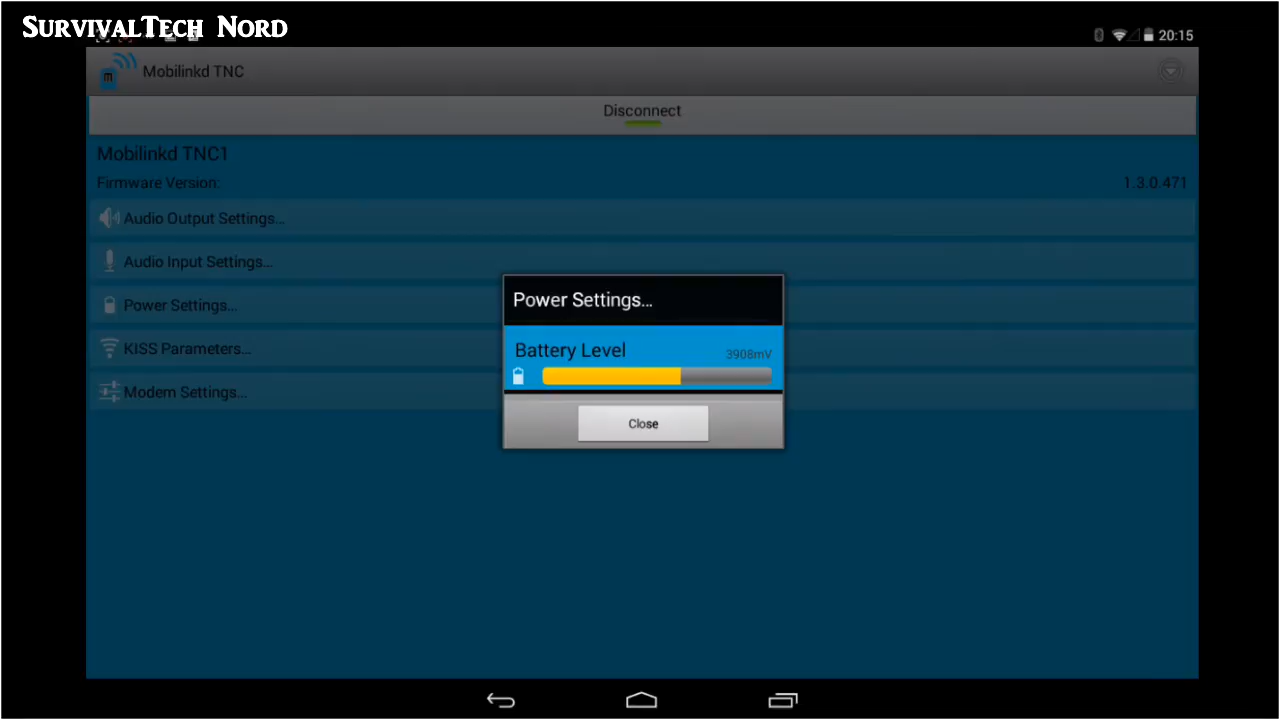 SurvivalTech Nord
20:15
m
Mobilinkd TNC
Disconnect
Mobilinkd TNC1
Firmware Version: 1.3.0.471
Audio Output Settings...
Audio Input Settings...
Power Settings...
KISS Parameters...
Modem Settings...
Power Settings...
Battery Level 3908mV
Close